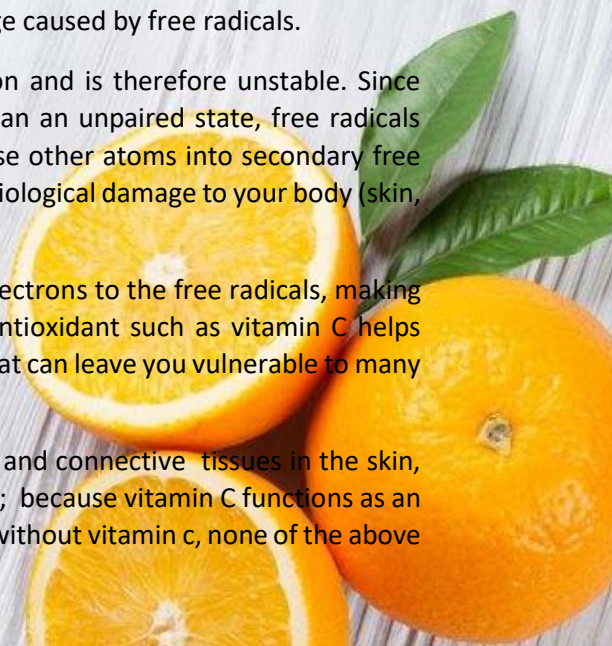 ge caused by free radicals.
on and is therefore unstable. Since
an an unpaired state, free radicals
se other atoms into secondary free
iological damage to your body (skin,
ectrons to the free radicals, making
ntioxidant such as vitamin C helps
at can leave you vulnerable to many
and connective tissues in the skin,
; because vitamin C functions as an
without vitamin c, none of the above